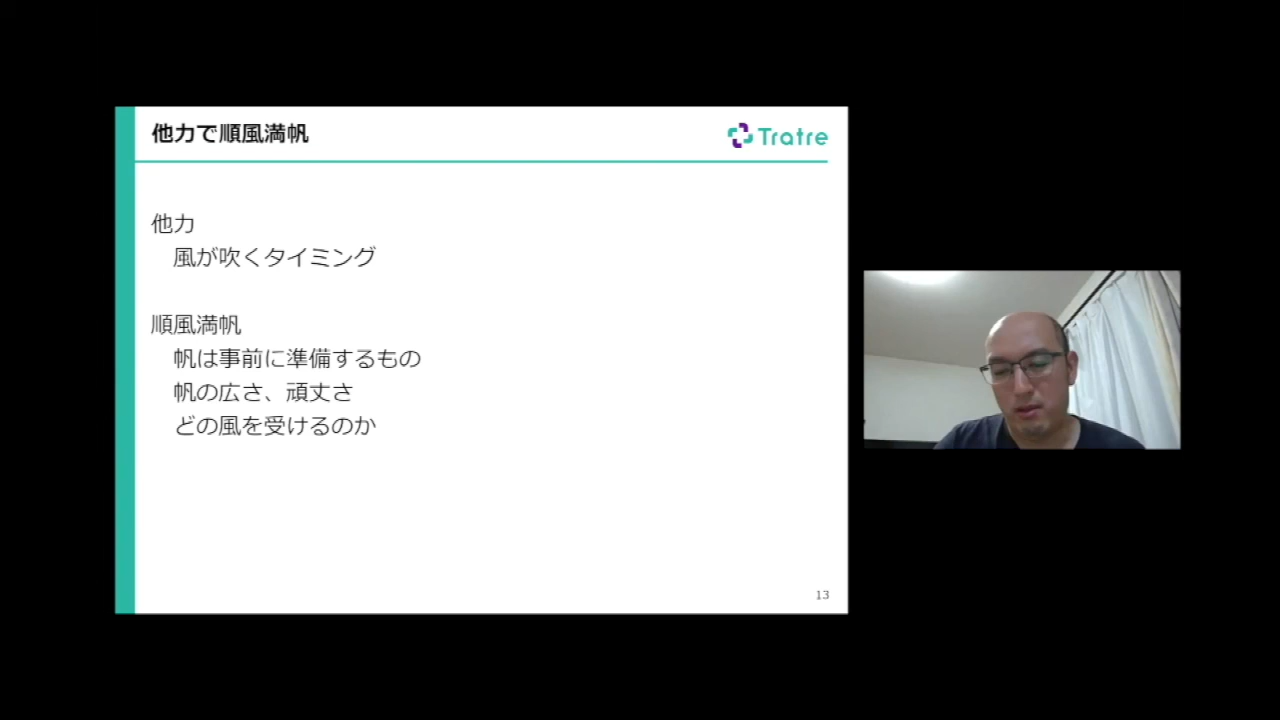 他力で順風満帆
Tratre
他力
風が吹くタイミング
順風満帆
帆は事前に準備するもの
帆の広さ、頑丈さ
どの風を受けるのか
13